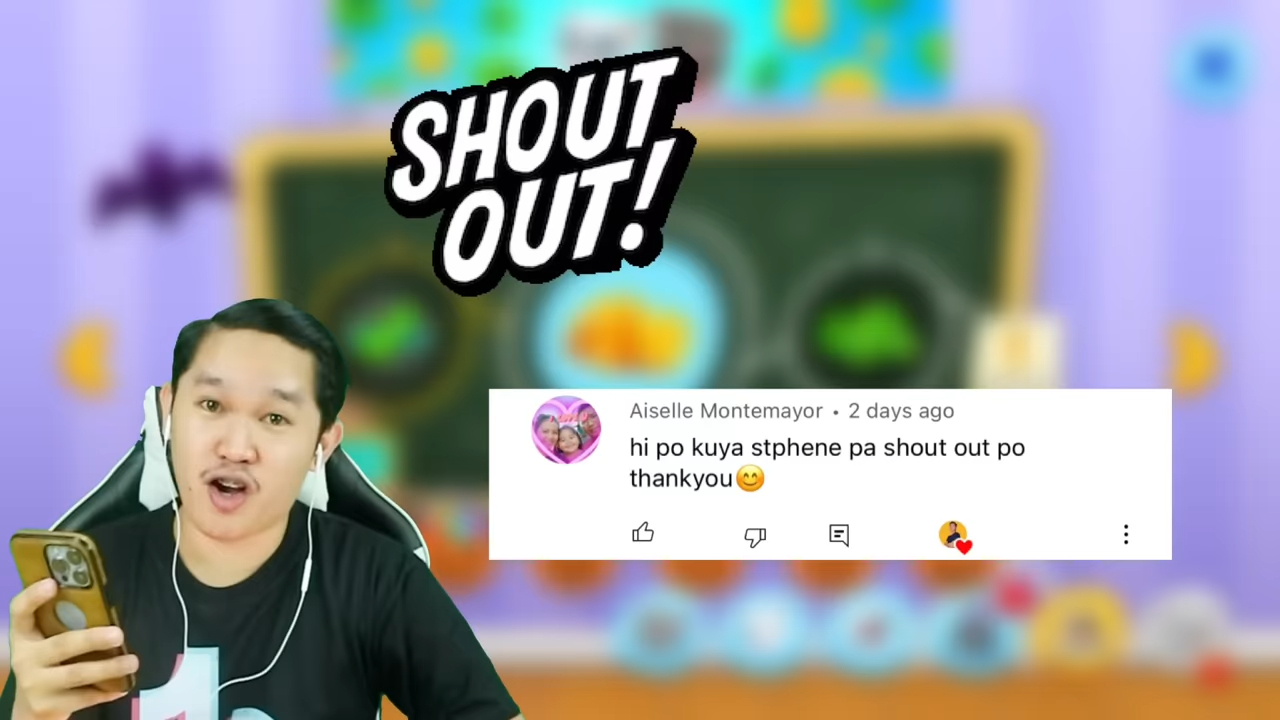 SHOUT
OUT!
Aiselle Montemayor • 2 days ago
hi po kuya stphene pa shout out po
thankyou😊